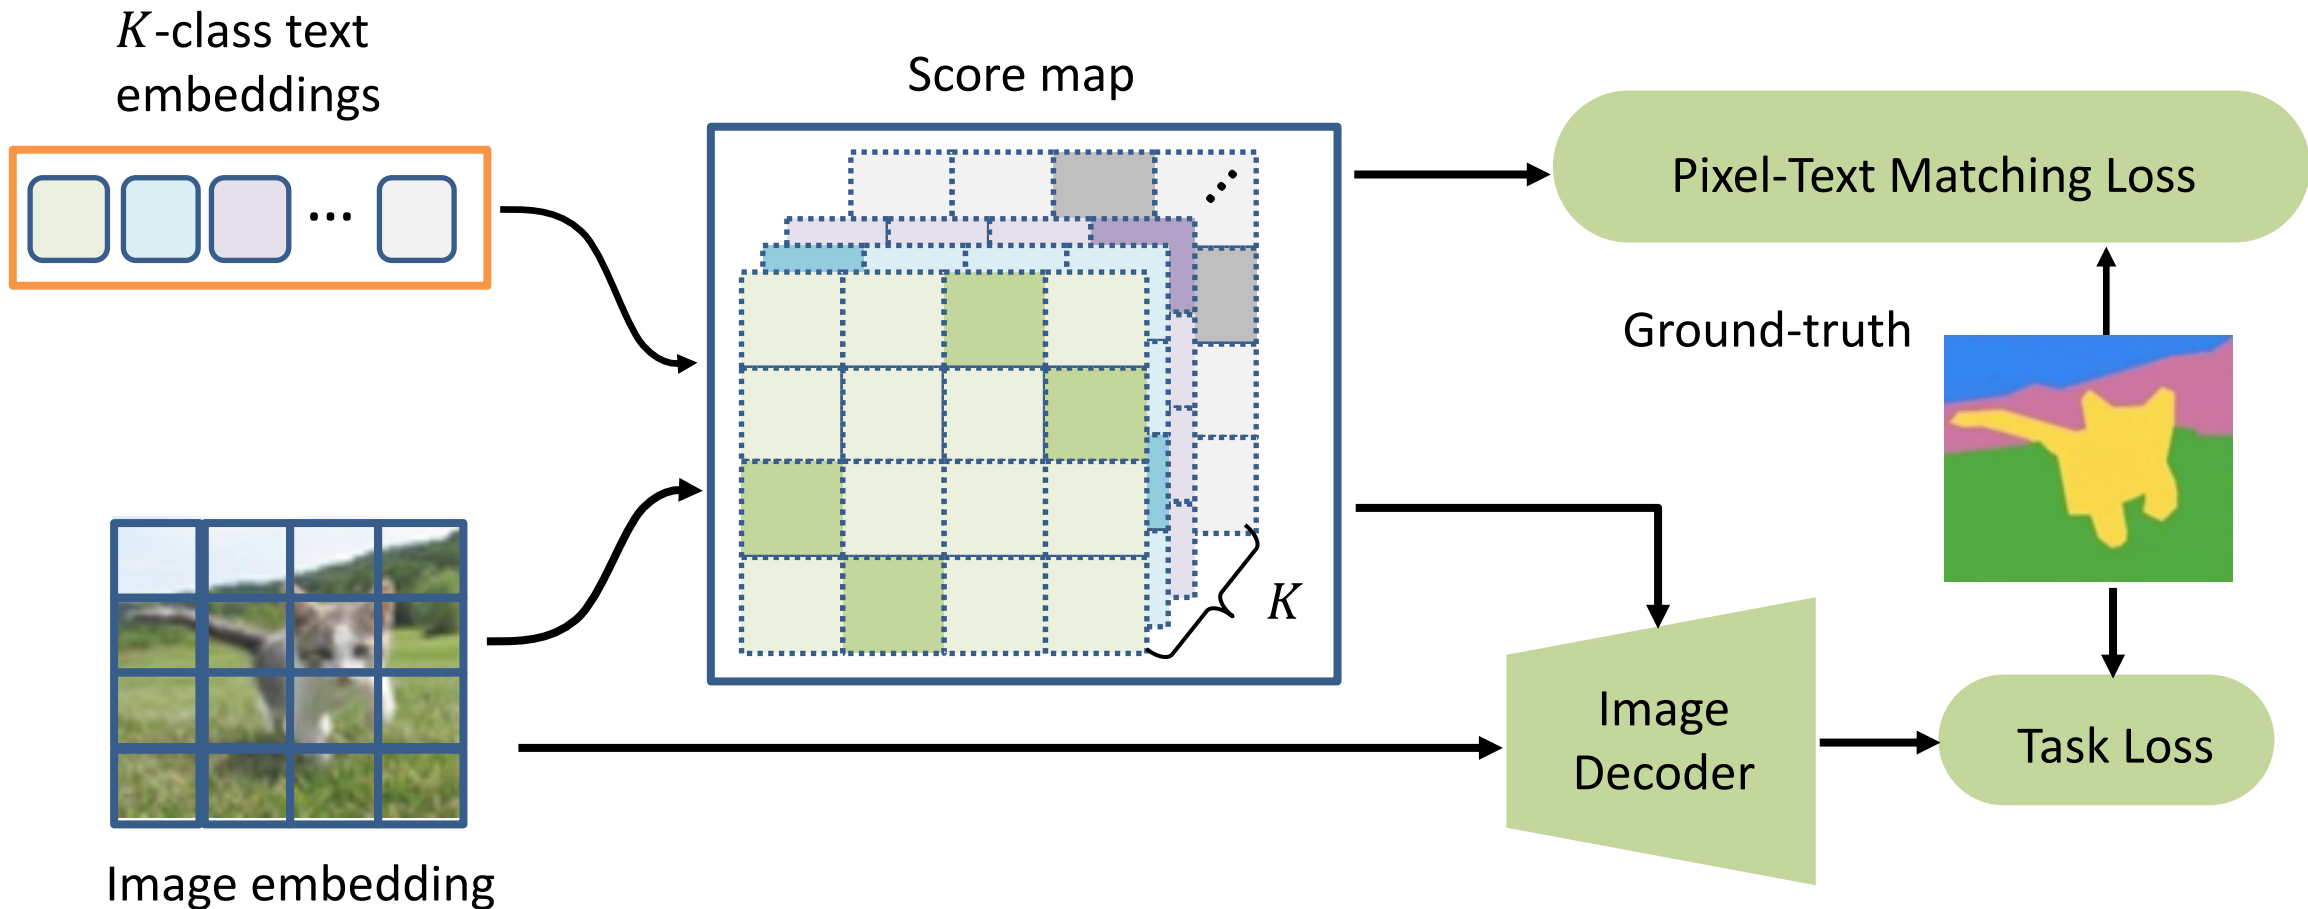 K-class text
embeddings
Score map
Pixel-Text Matching Loss
Ground-truth
K
Image
Decoder
Task Loss
Image embedding